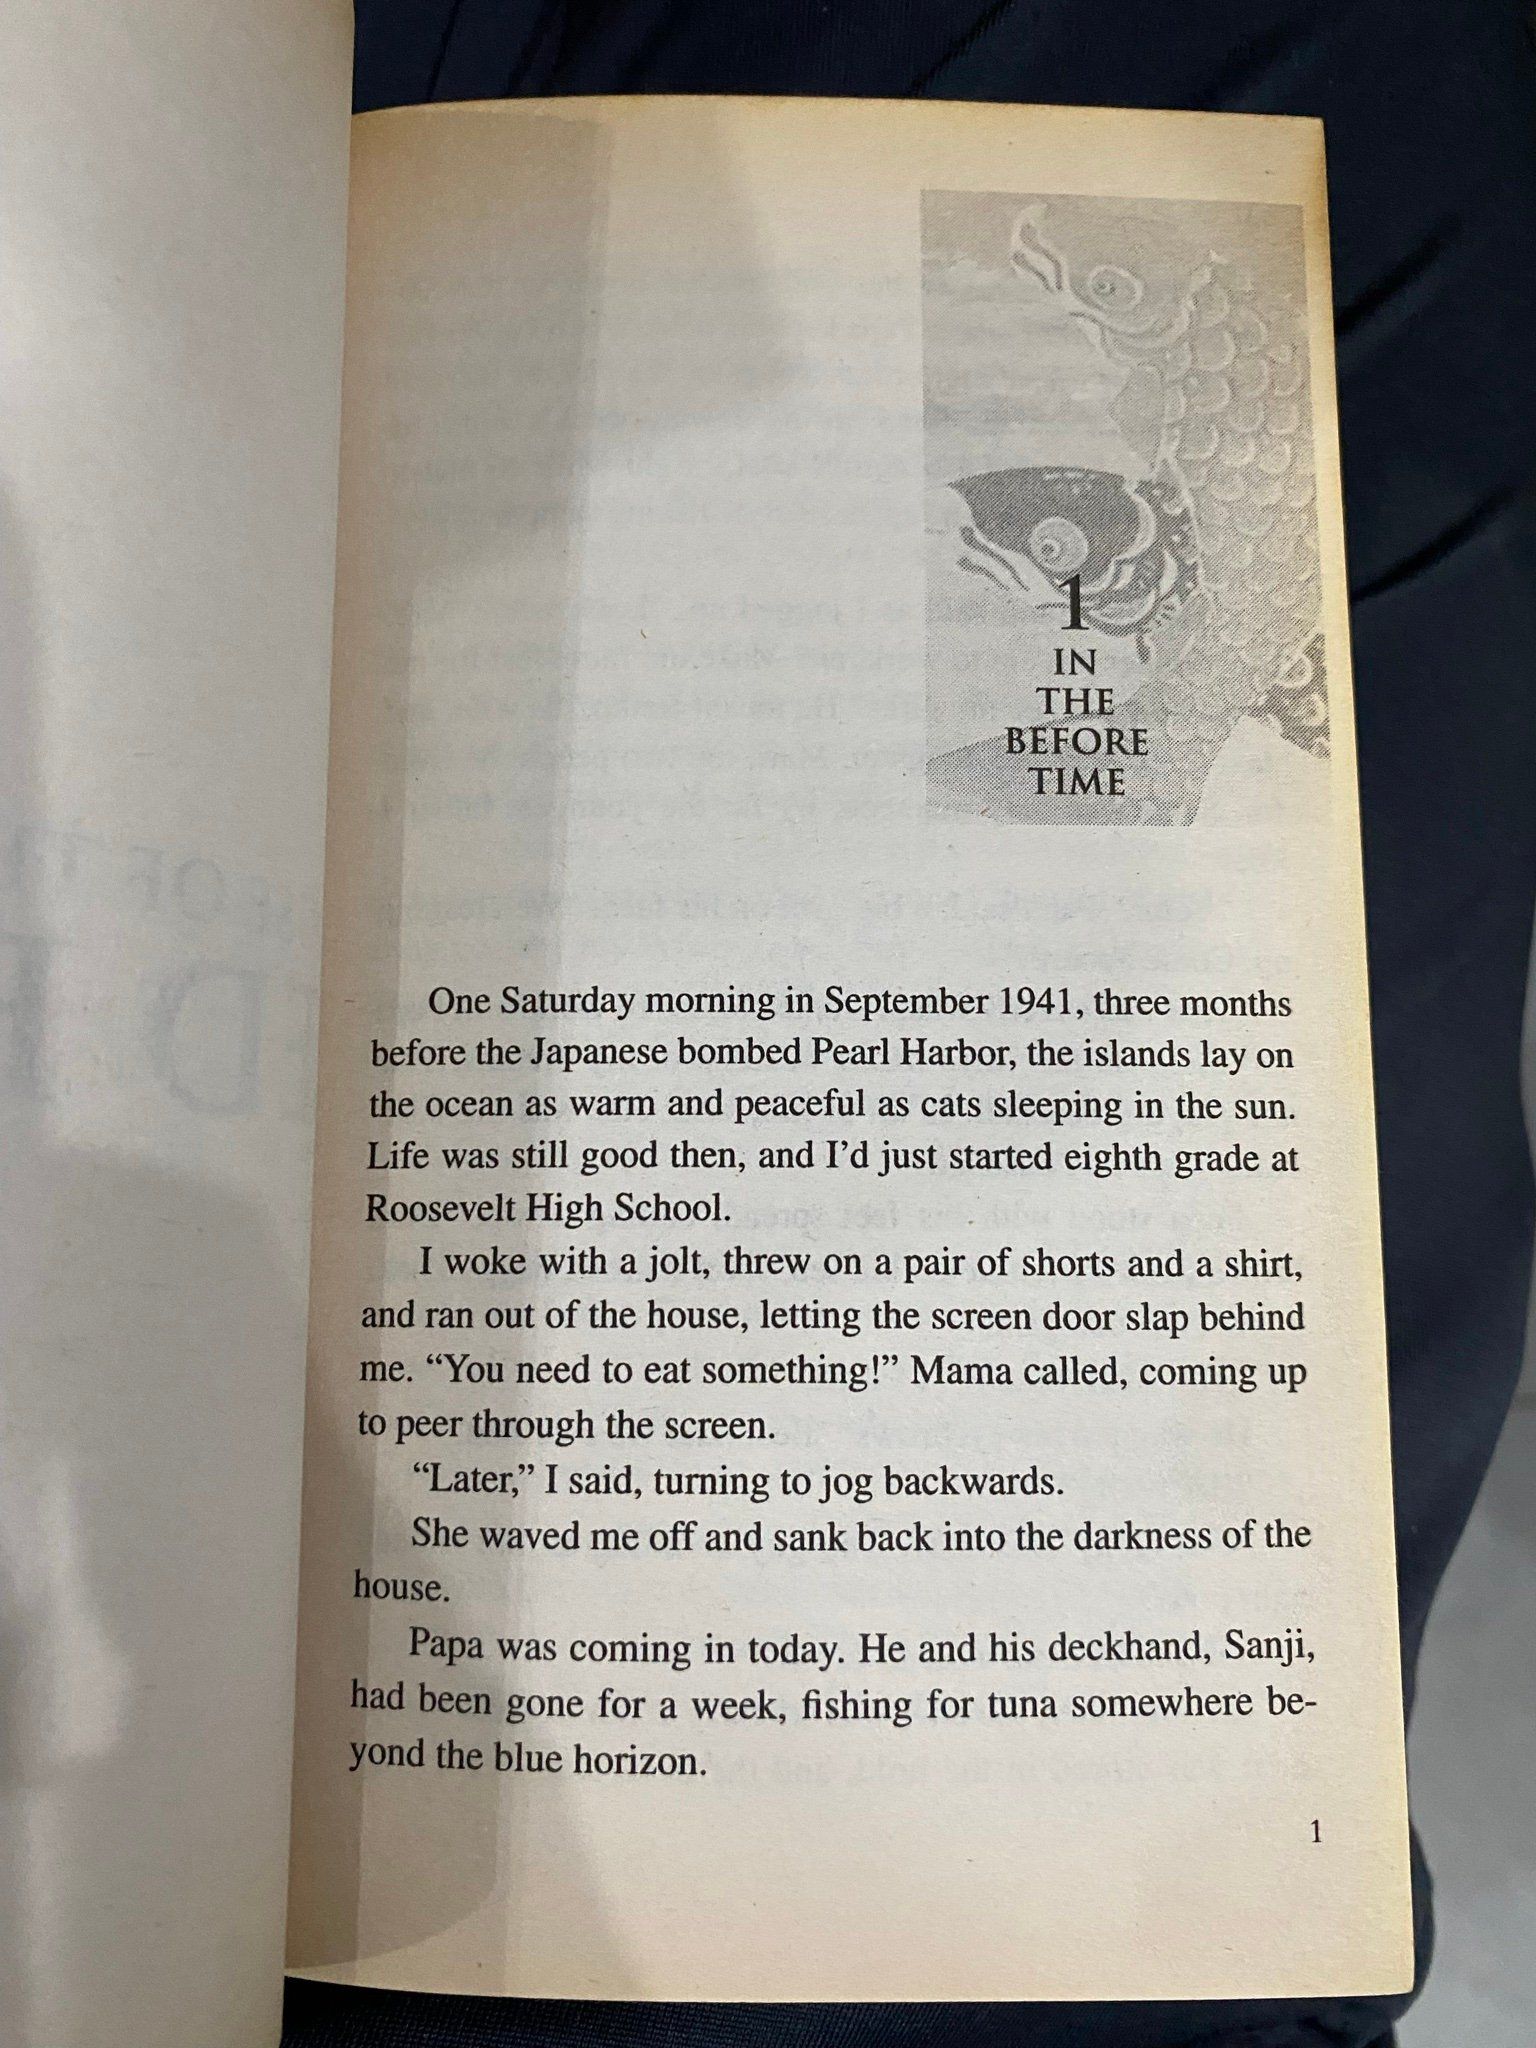 1
IN
THE
BEFORE
TIME
One Saturday morning in September 1941, three months
before the Japanese bombed Pearl Harbor, the islands lay on
the ocean as warm and peaceful as cats sleeping in the sun.
Life was still good then, and I’d just started eighth grade at
Roosevelt High School.
I woke with a jolt, threw on a pair of shorts and a shirt,
and ran out of the house, letting the screen door slap behind
me. “You need to eat something!” Mama called, coming up
to peer through the screen.
“Later,” I said, turning to jog backwards.
She waved me off and sank back into the darkness of the
house.
Papa was coming in today. He and his deckhand, Sanji,
had been gone for a week, fishing for tuna somewhere be-
yond the blue horizon.
1